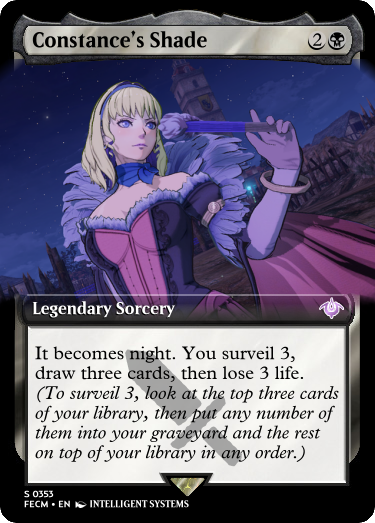 Constance's Shade 2
Legendary Sorcery
It becomes night. You surveil 3,
draw three cards, then lose 3 life.
(To surveil 3, look at the top three cards
of your library, then put any number of
them into your graveyard and the rest
on top of your library in any order.)
S 0353
FECM • EN INTELLIGENT SYSTEMS